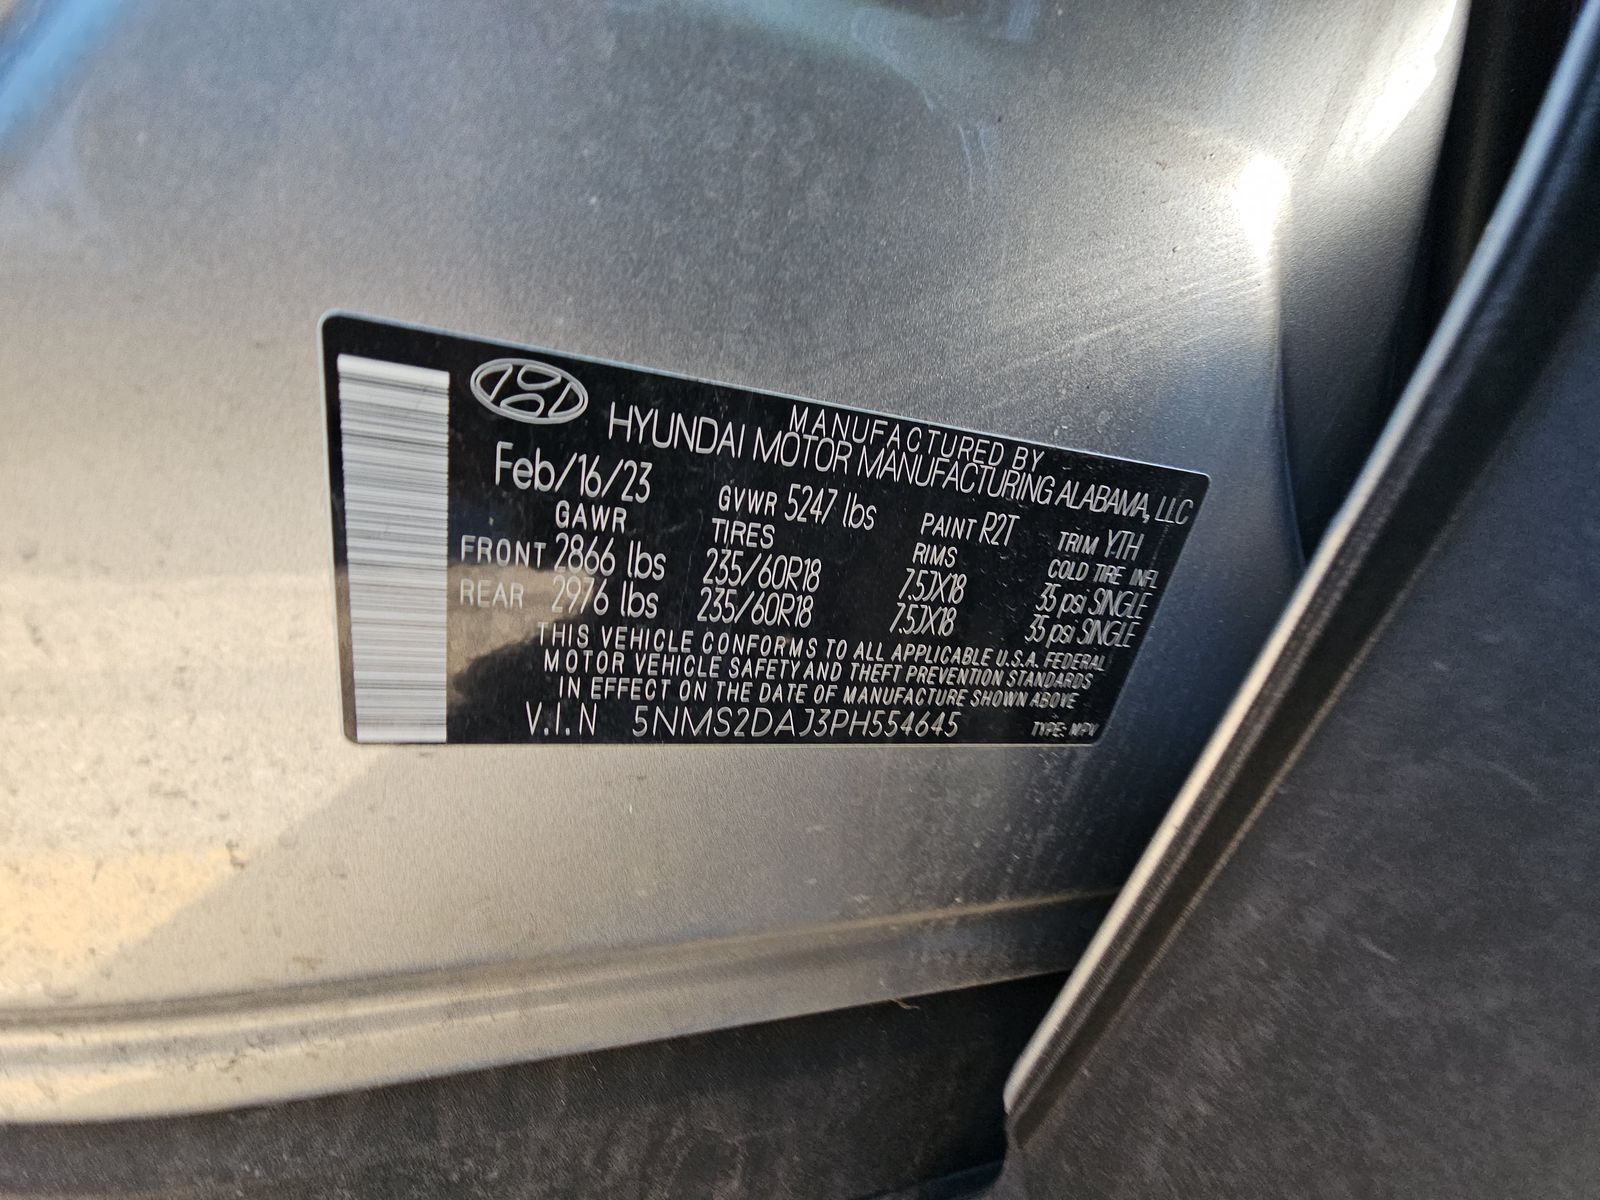 MANUFACTURED BY
HYUNDAI MOTOR MANUFACTURING ALABAMA, LLC
Feb/16/23 GVWR 5247 lbs PAINT R2T TRIM YTH
GAWR TIRES RIMS COLD TIRE INFL
FRONT 2866 lbs 235/60R18 7.5JX18 35 psi SINGLE
REAR 2976 lbs 235/60R18 7.5JX18 35 psi SINGLE
THIS VEHICLE CONFORMS TO ALL APPLICABLE U.S.A. FEDERAL
MOTOR VEHICLE SAFETY AND THEFT PREVENTION STANDARDS
IN EFFECT ON THE DATE OF MANUFACTURE SHOWN ABOVE
V.I.N 5NMS2DAJ3PH554645 TYPE: MPV